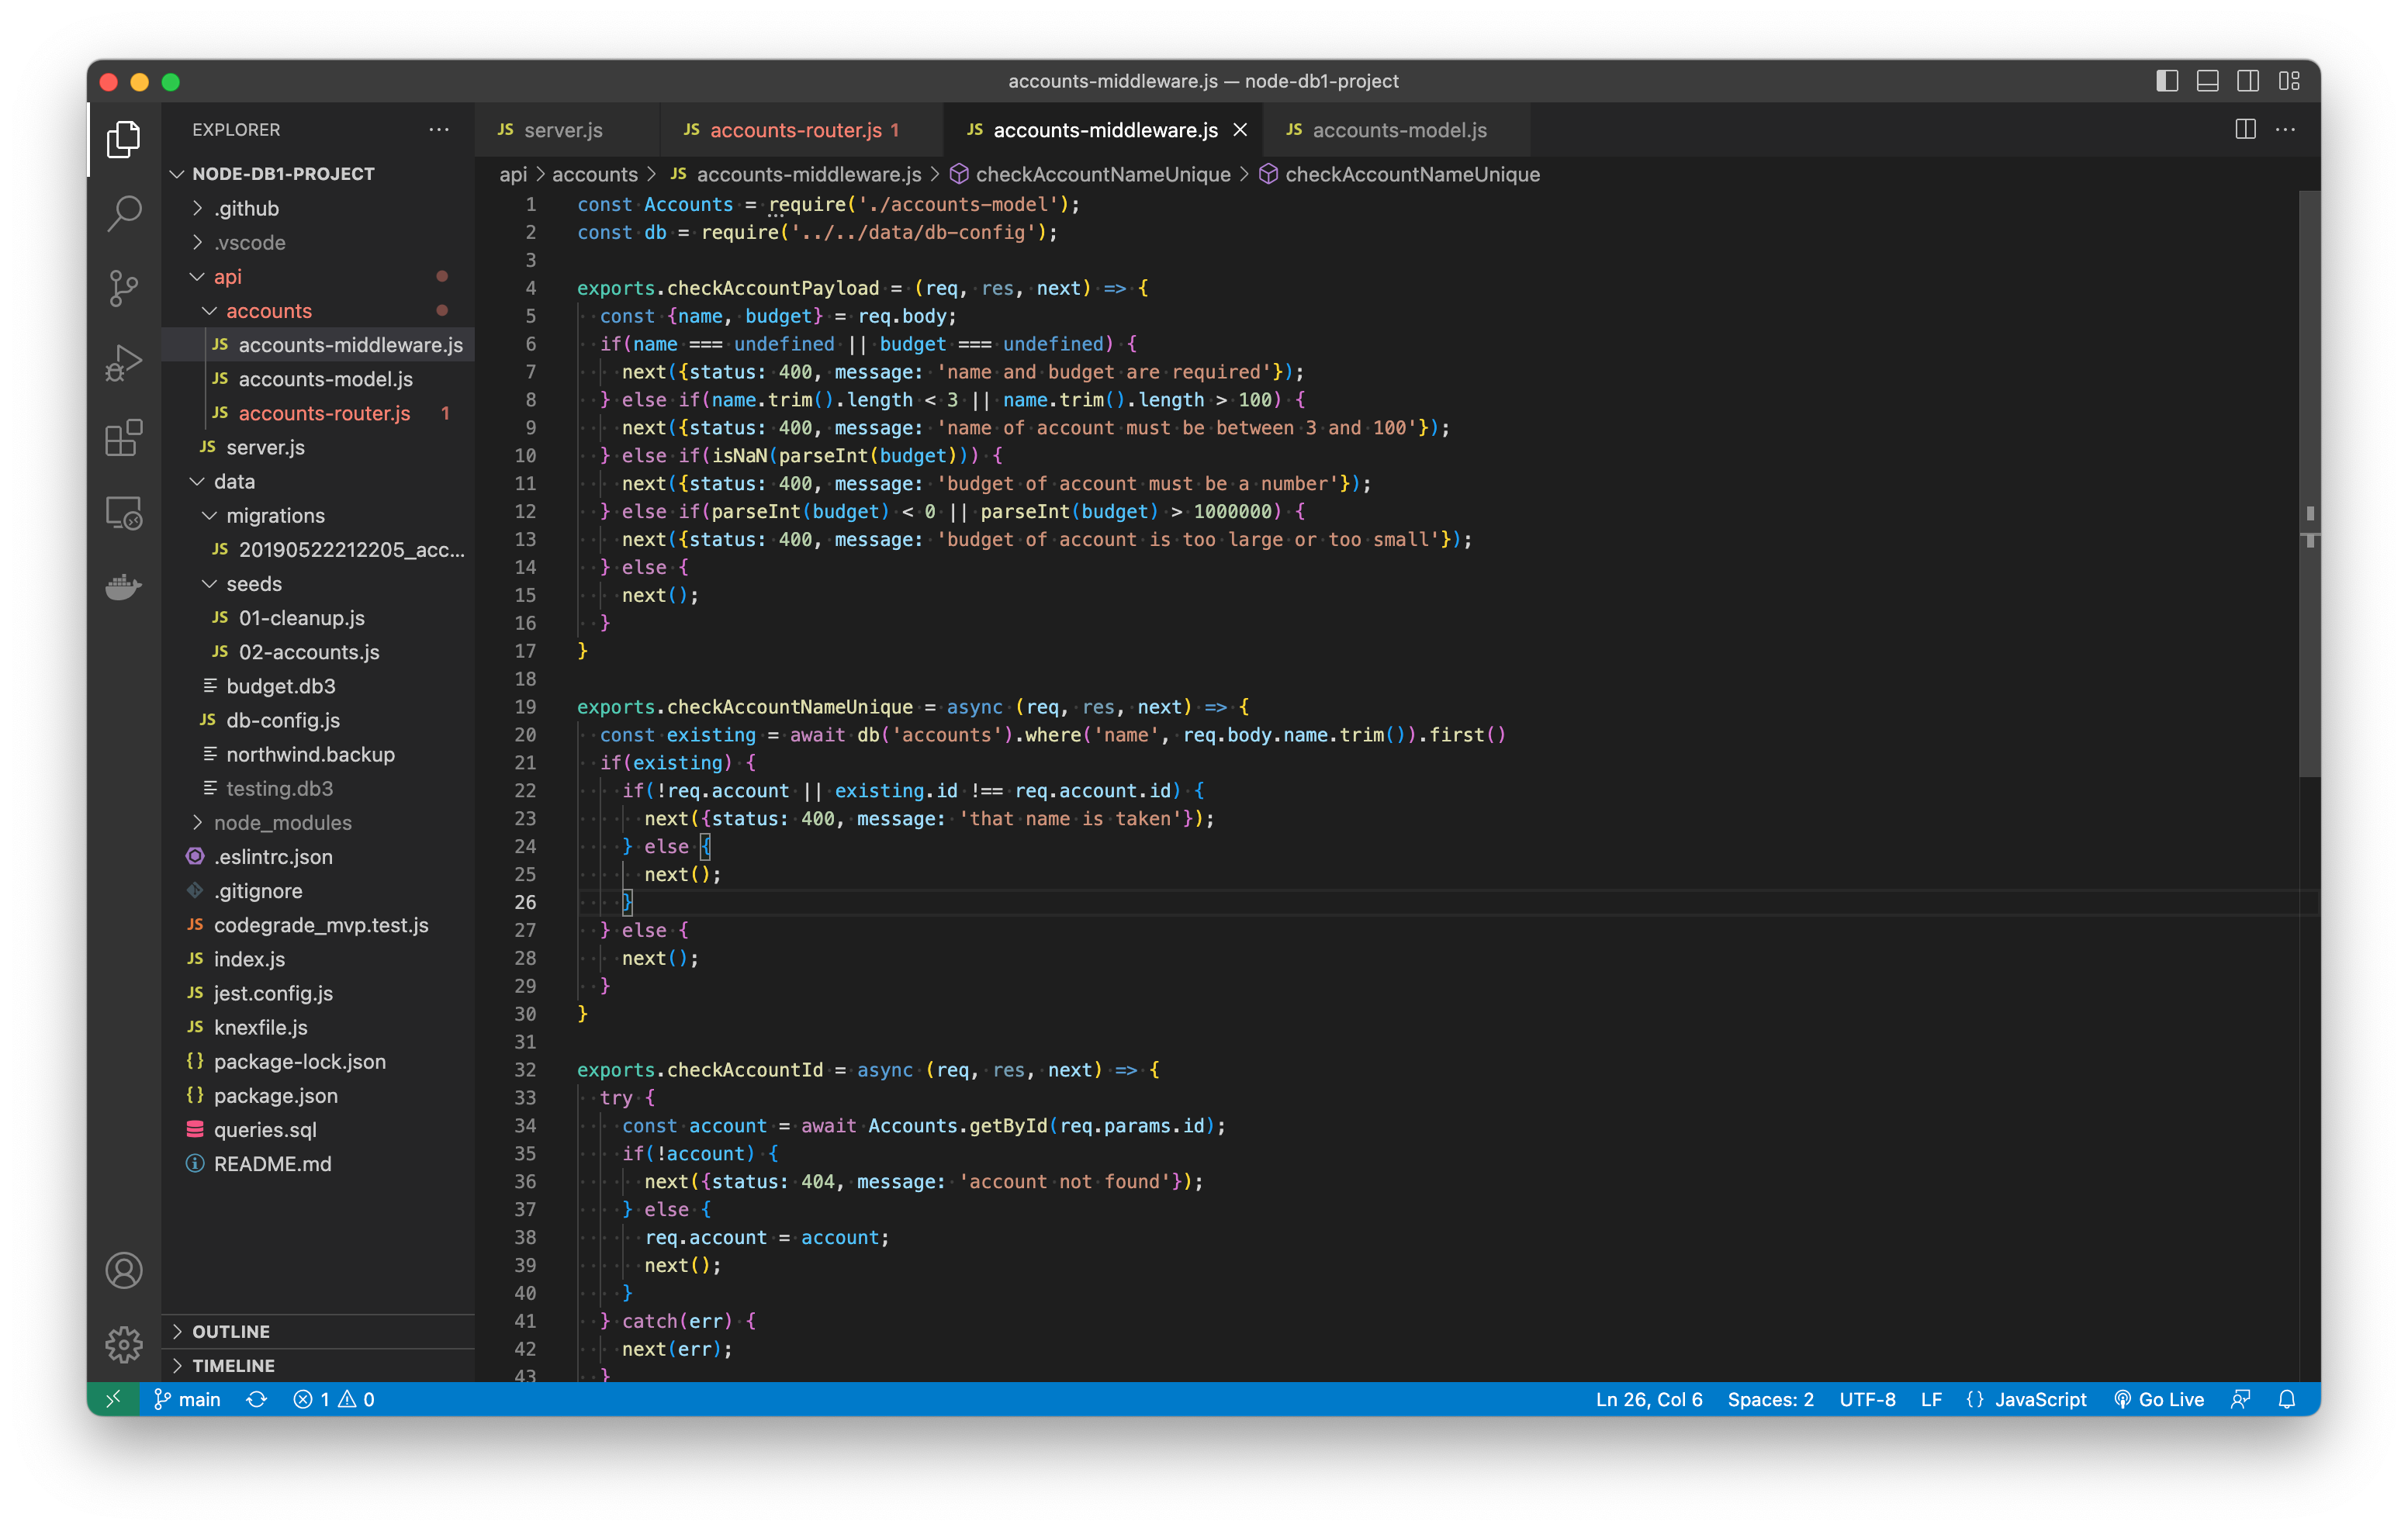 accounts-middleware.js — node-db1-project
EXPLORER
NODE-DB1-PROJECT
.github
.vscode
api
accounts
JS accounts-middleware.js
JS accounts-model.js
JS accounts-router.js 1
JS server.js
data
migrations
JS 20190522212205_acc...
seeds
JS 01-cleanup.js
JS 02-accounts.js
budget.db3
JS db-config.js
northwind.backup
testing.db3
node_modules
.eslintrc.json
.gitignore
JS codegrade_mvp.test.js
JS index.js
JS jest.config.js
JS knexfile.js
{} package-lock.json
{} package.json
queries.sql
README.md
OUTLINE
TIMELINE
JS server.js JS accounts-router.js 1 JS accounts-middleware.js JS accounts-model.js
api > accounts > JS accounts-middleware.js > checkAccountNameUnique > checkAccountNameUnique
1 const Accounts = require('./accounts-model');
2 const db = require('../../data/db-config');
3
4 exports.checkAccountPayload = (req, res, next) => {
5   const {name, budget} = req.body;
6   if(name === undefined || budget === undefined) {
7     next({status: 400, message: 'name and budget are required'});
8   } else if(name.trim().length < 3 || name.trim().length > 100) {
9     next({status: 400, message: 'name of account must be between 3 and 100'});
10   } else if(isNaN(parseInt(budget))) {
11     next({status: 400, message: 'budget of account must be a number'});
12   } else if(parseInt(budget) < 0 || parseInt(budget) > 1000000) {
13     next({status: 400, message: 'budget of account is too large or too small'});
14   } else {
15     next();
16   }
17 }
18
19 exports.checkAccountNameUnique = async (req, res, next) => {
20   const existing = await db('accounts').where('name', req.body.name.trim()).first()
21   if(existing) {
22     if(!req.account || existing.id !== req.account.id) {
23       next({status: 400, message: 'that name is taken'});
24     } else {
25       next();
26     }
27   } else {
28     next();
29   }
30 }
31
32 exports.checkAccountId = async (req, res, next) => {
33   try {
34     const account = await Accounts.getById(req.params.id);
35     if(!account) {
36       next({status: 404, message: 'account not found'});
37     } else {
38       req.account = account;
39       next();
40     }
41   } catch(err) {
42     next(err);
43   }
main 1 0 Ln 26, Col 6 Spaces: 2 UTF-8 LF {} JavaScript Go Live